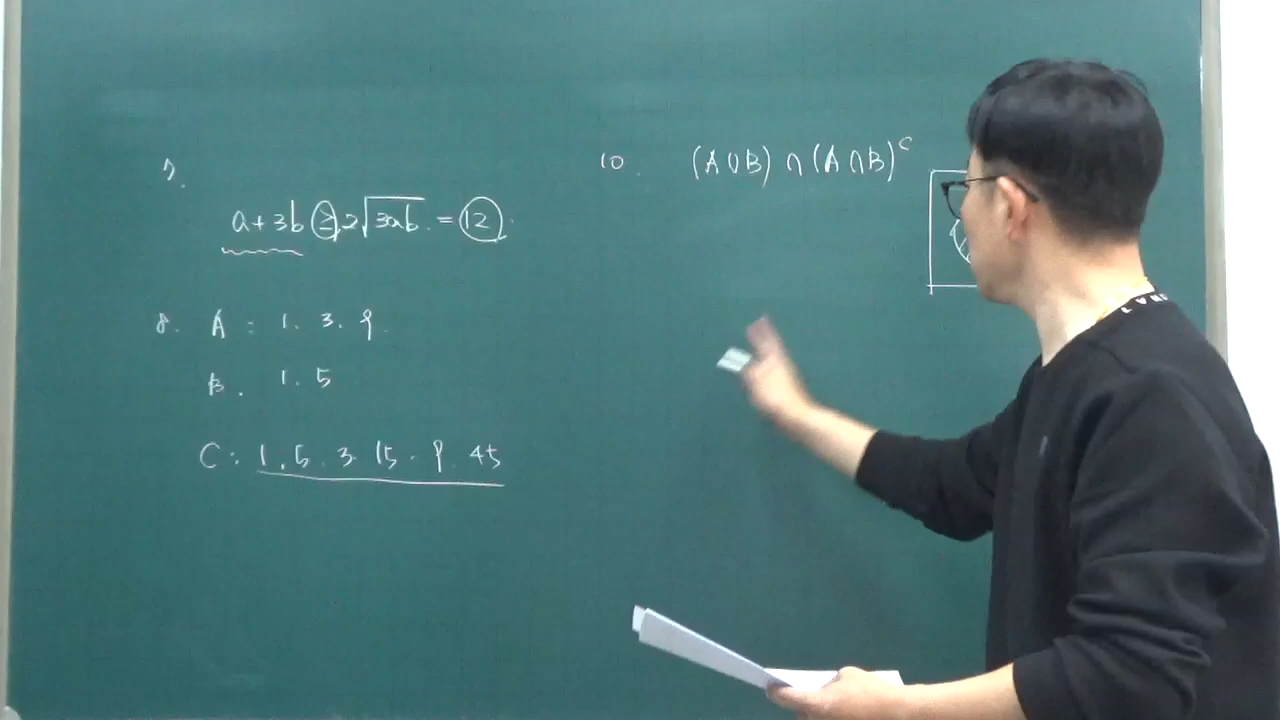 7.
a+3b ≥ 2√3ab = 12.
8. A : 1. 3. 9.
B. 1. 5
C: 1. 5. 3. 15. 9. 45
10. (A∪B) ∩ (A∩B)ᶜ